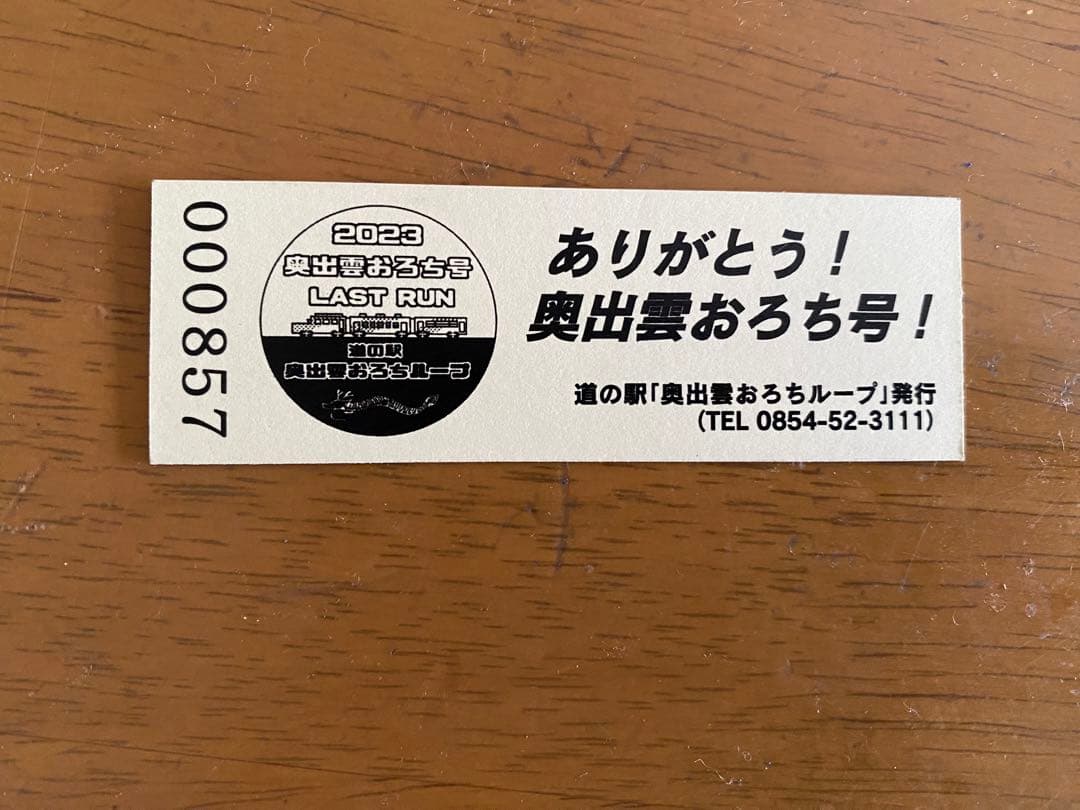 000857
2023
奥出雲おろち号
LAST RUN
道の駅
奥出雲おろちループ
ありがとう！
奥出雲おろち号！
道の駅｢奥出雲おろちループ｣発行
(TEL 0854-52-3111)